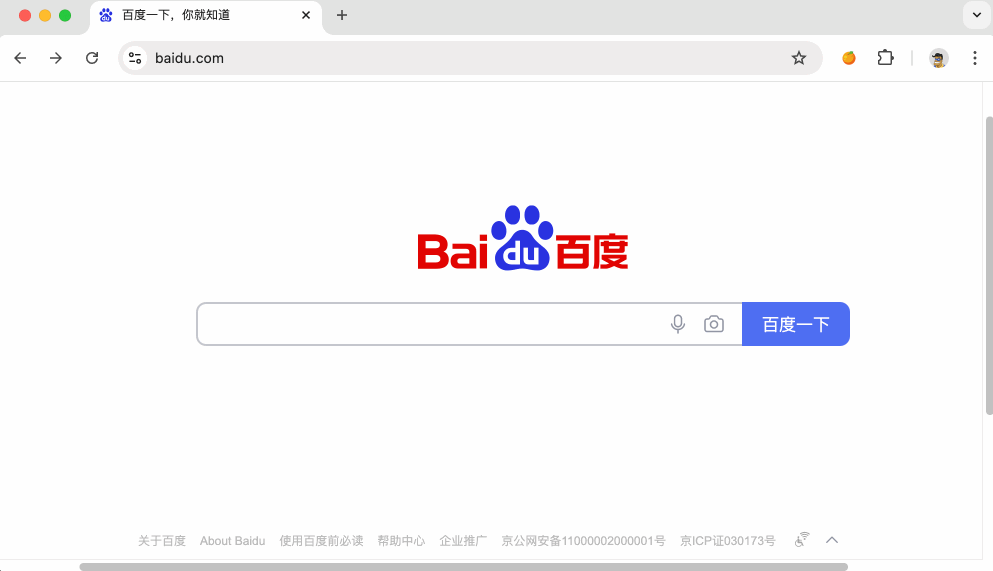 百度一下，你就知道
baidu.com
Bai du 百度
百度一下
关于百度 About Baidu 使用百度前必读 帮助中心 企业推广 京公网安备11000002000001号 京ICP证030173号